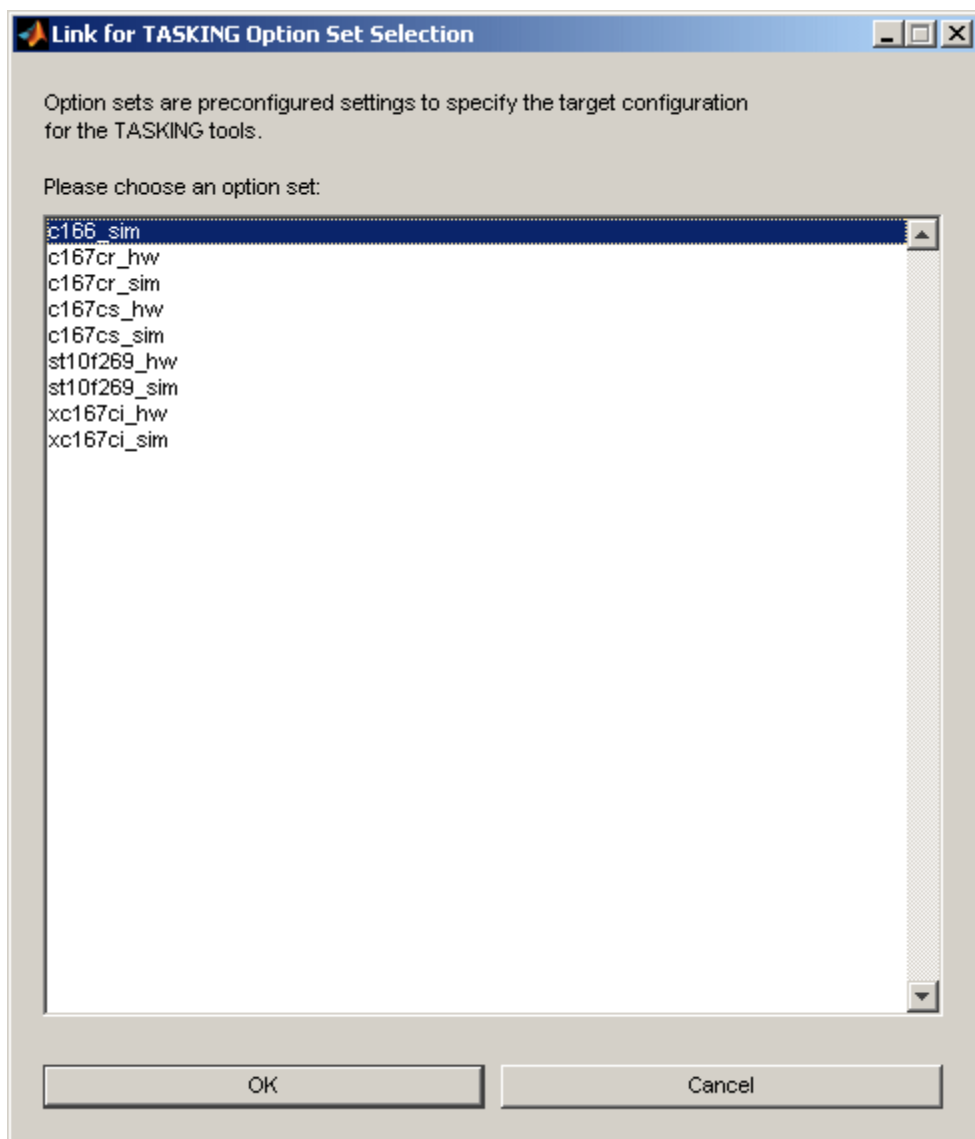 Link for TASKING Option Set Selection
Option sets are preconfigured settings to specify the target configuration
for the TASKING tools.
Please choose an option set:
c166_sim
c167cr_hw
c167cr_sim
c167cs_hw
c167cs_sim
st10f269_hw
st10f269_sim
xc167ci_hw
xc167ci_sim
OK Cancel